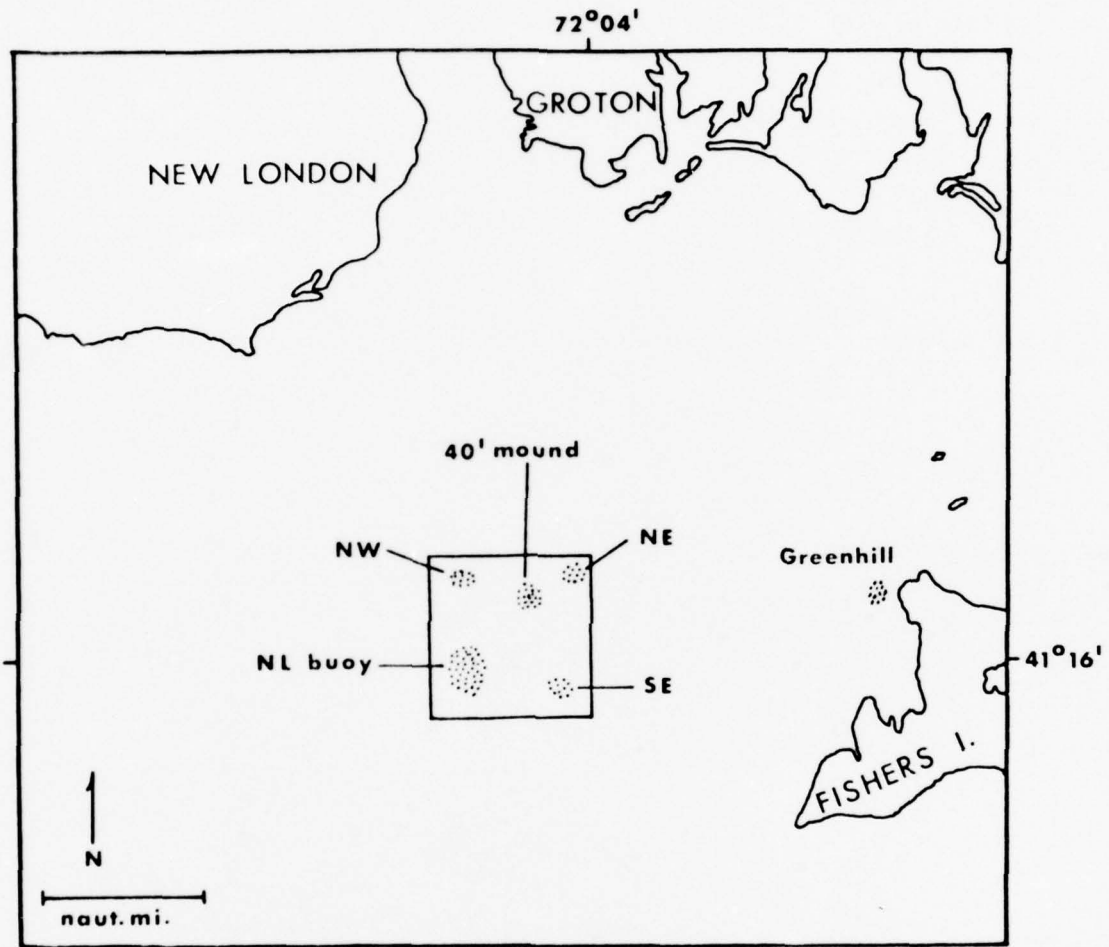 72°04'
GROTON
NEW LONDON
40' mound
NW
NE
Greenhill
NL buoy
SE
41°16'
FISHERS I.
N
naut.mi.